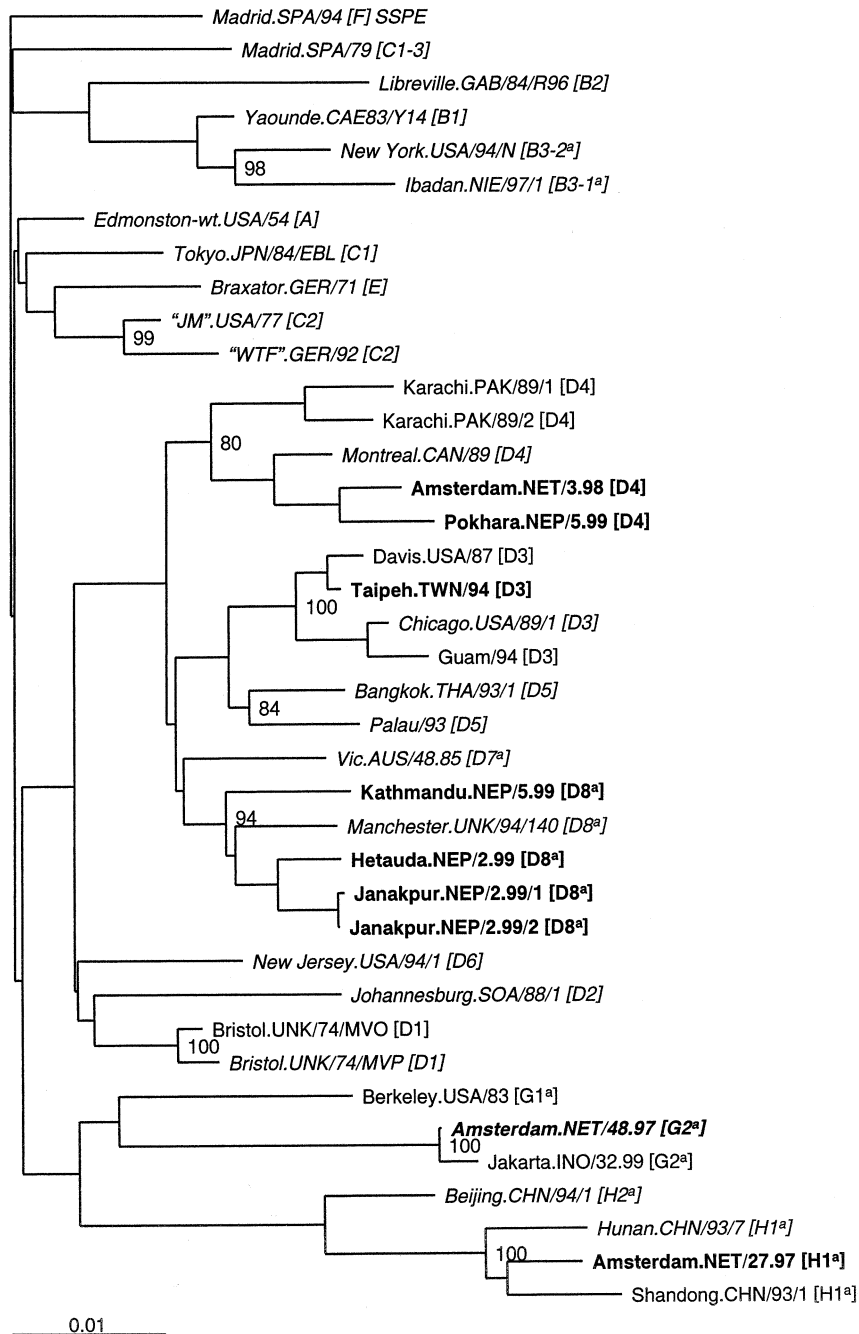 Madrid.SPA/94 [F] SSPE
Madrid.SPA/79 [C1-3]
Libreville.GAB/84/R96 [B2]
Yaounde.CAE83/Y14 [B1]
New York.USA/94/N [B3-2ª]
98
Ibadan.NIE/97/1 [B3-1ª]
Edmonston-wt.USA/54 [A]
Tokyo.JPN/84/EBL [C1]
Braxator.GER/71 [E]
“JM”.USA/77 [C2]
99
“WTF”.GER/92 [C2]
Karachi.PAK/89/1 [D4]
Karachi.PAK/89/2 [D4]
80
Montreal.CAN/89 [D4]
Amsterdam.NET/3.98 [D4]
Pokhara.NEP/5.99 [D4]
Davis.USA/87 [D3]
Taipeh.TWN/94 [D3]
100
Chicago.USA/89/1 [D3]
Guam/94 [D3]
Bangkok.THA/93/1 [D5]
84
Palau/93 [D5]
Vic.AUS/48.85 [D7ª]
Kathmandu.NEP/5.99 [D8ª]
94
Manchester.UNK/94/140 [D8ª]
Hetauda.NEP/2.99 [D8ª]
Janakpur.NEP/2.99/1 [D8ª]
Janakpur.NEP/2.99/2 [D8ª]
New Jersey.USA/94/1 [D6]
Johannesburg.SOA/88/1 [D2]
Bristol.UNK/74/MVO [D1]
100
Bristol.UNK/74/MVP [D1]
Berkeley.USA/83 [G1ª]
Amsterdam.NET/48.97 [G2ª]
100
Jakarta.INO/32.99 [G2ª]
Beijing.CHN/94/1 [H2ª]
Hunan.CHN/93/7 [H1ª]
100
Amsterdam.NET/27.97 [H1ª]
Shandong.CHN/93/1 [H1ª]
0.01